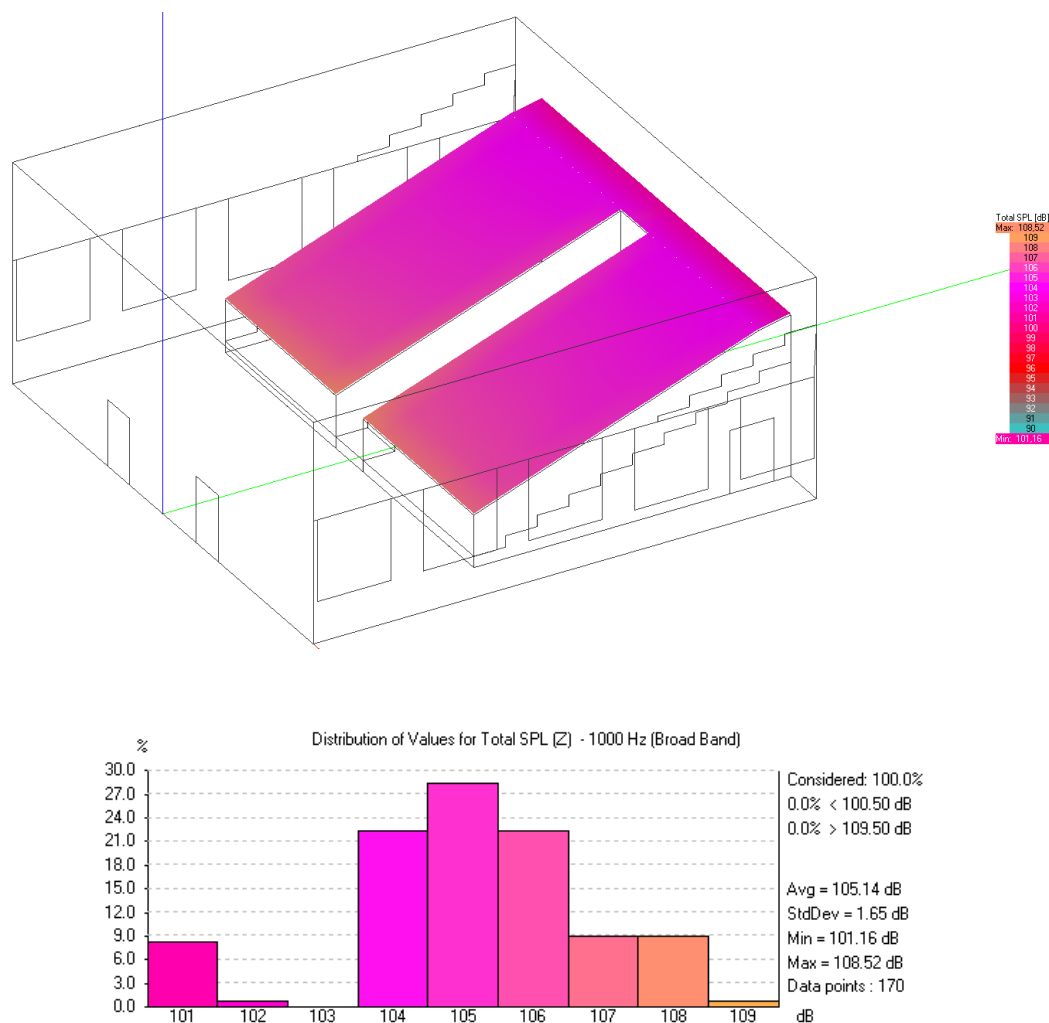 Total SPL [dB]
Max: 108,52
109
108
107
106
105
104
103
102
101
100
99
98
97
96
95
94
93
92
91
90
Min: 101,16
Distribution of Values for Total SPL (Z) - 1000 Hz (Broad Band)
%
30.0
27.0
24.0
21.0
18.0
15.0
12.0
9.0
6.0
3.0
0.0
101 102 103 104 105 106 107 108 109 dB
Considered: 100.0%
0.0% < 100.50 dB
0.0% > 109.50 dB
Avg = 105.14 dB
StdDev = 1.65 dB
Min = 101.16 dB
Max = 108.52 dB
Data points : 170